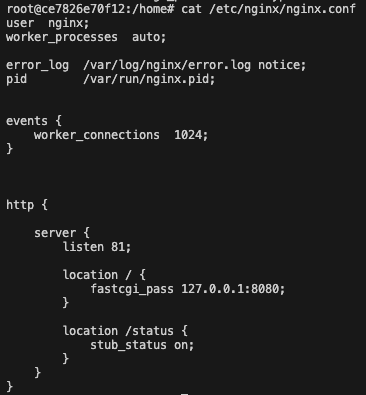 root@ce7826e70f12:/home# cat /etc/nginx/nginx.conf
user  nginx;
worker_processes  auto;

error_log  /var/log/nginx/error.log notice;
pid        /var/run/nginx.pid;


events {
    worker_connections  1024;
}



http {

    server {
        listen 81;

        location / {
            fastcgi_pass 127.0.0.1:8080;
        }

        location /status {
            stub_status on;
        }
    }
}